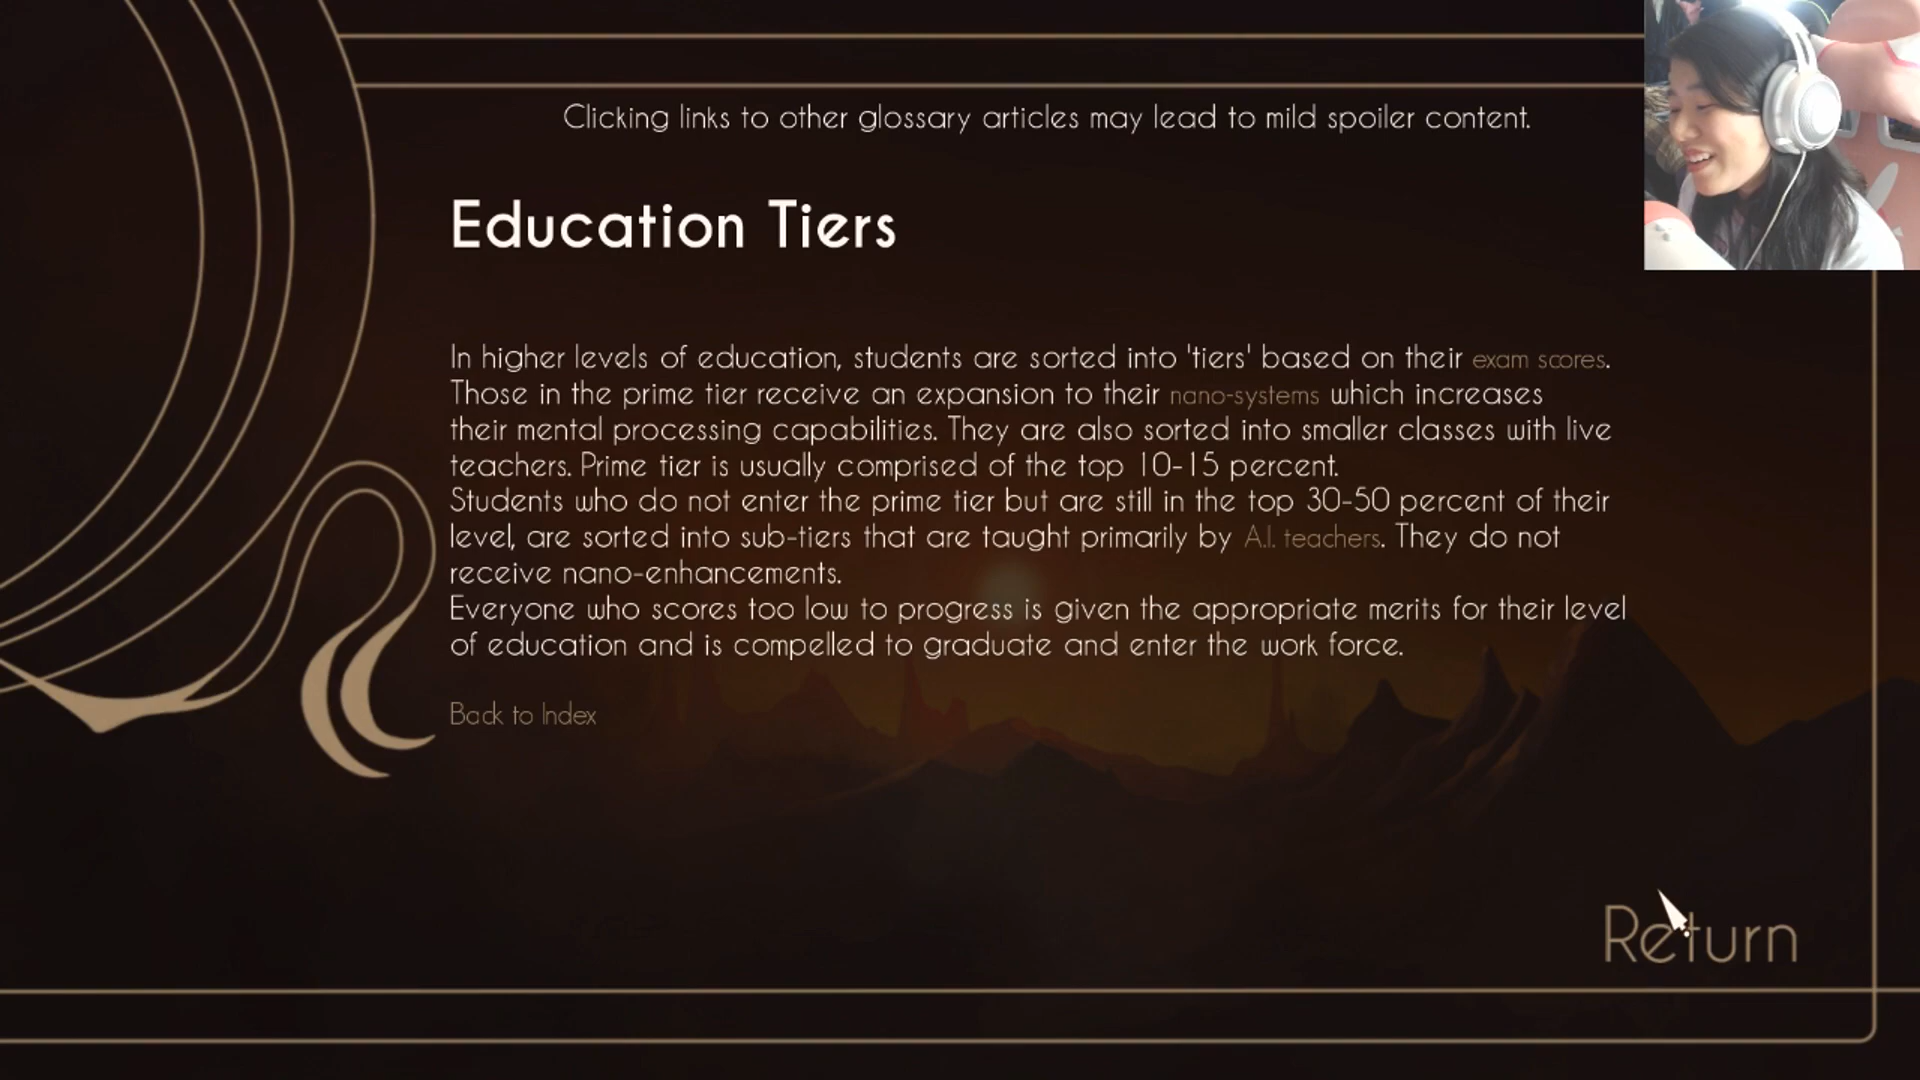 Clicking links to other glossary articles may lead to mild spoiler content.
Education Tiers
In higher levels of education, students are sorted into 'tiers' based on their exam scores.
Those in the prime tier receive an expansion to their nano-systems which increases
their mental processing capabilities. They are also sorted into smaller classes with live
teachers. Prime tier is usually comprised of the top 10-15 percent.
Students who do not enter the prime tier but are still in the top 30-50 percent of their
level, are sorted into sub-tiers that are taught primarily by A.I. teachers. They do not
receive nano-enhancements.
Everyone who scores too low to progress is given the appropriate merits for their level
of education and is compelled to graduate and enter the work force.
Back to Index
Return